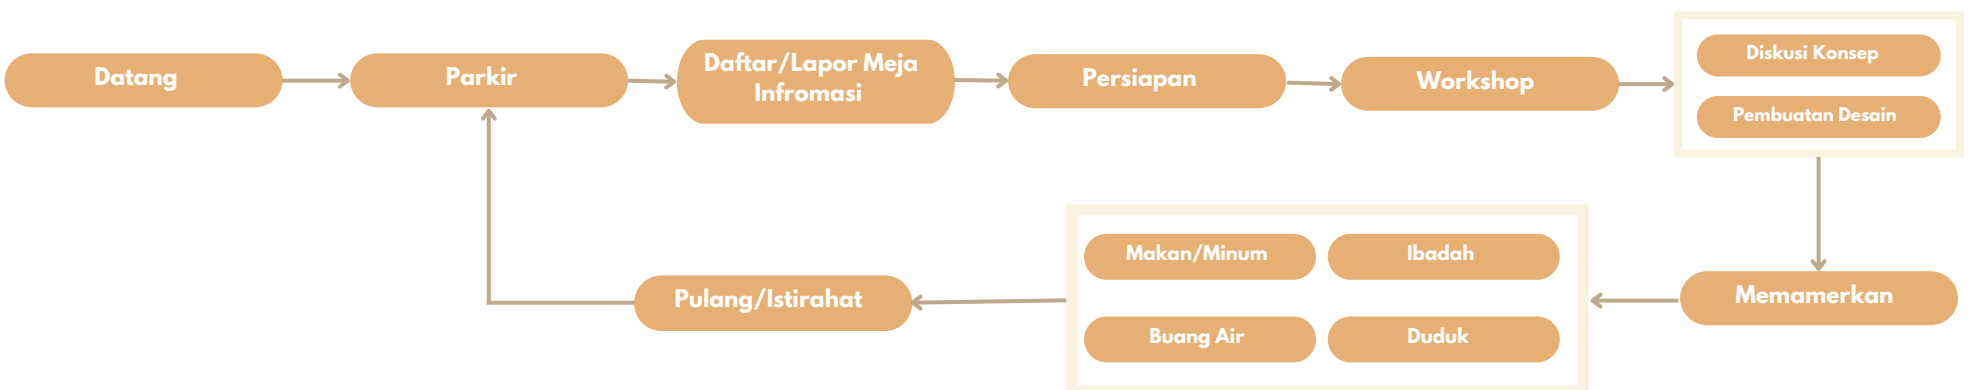 Datang
Parkir
Daftar/Lapor Meja
Infromasi
Persiapan
Workshop
Diskusi Konsep
Pembuatan Desain
Memamerkan
Makan/Minum
Ibadah
Buang Air
Duduk
Pulang/Istirahat